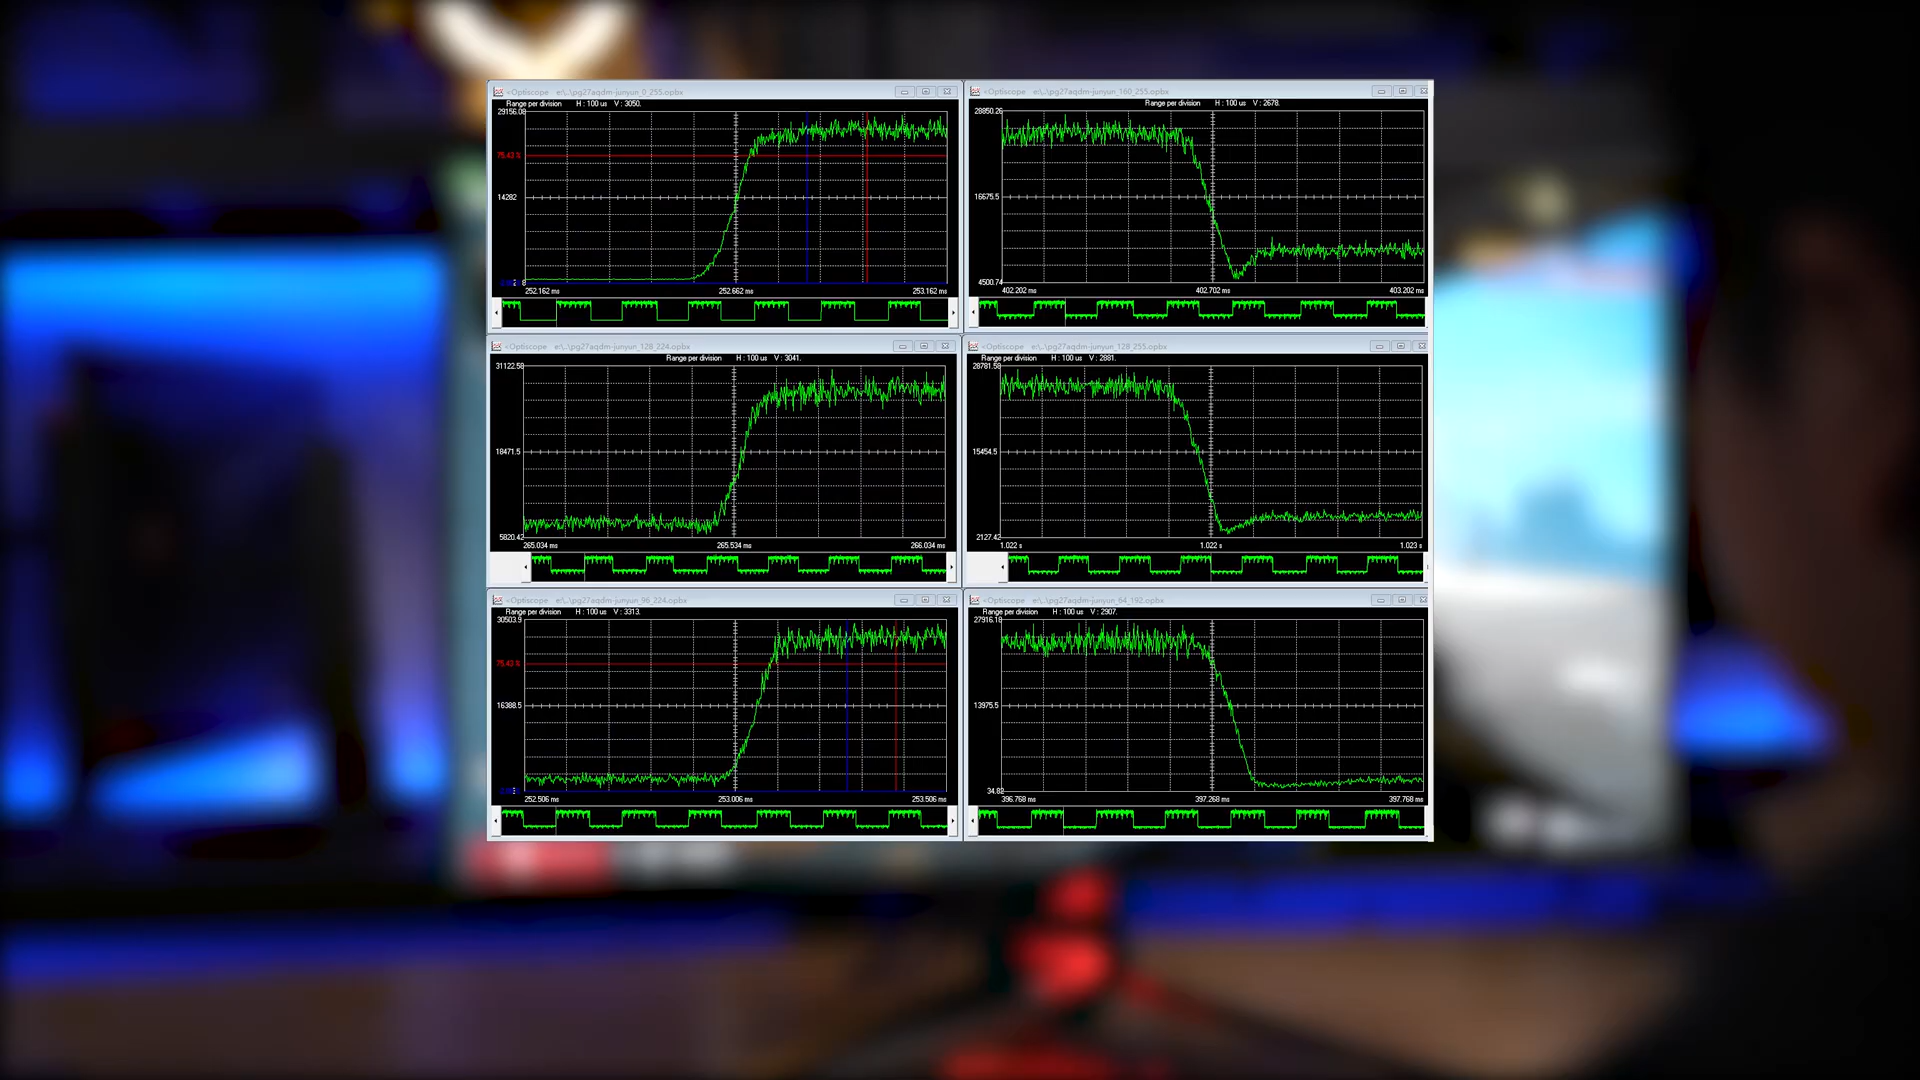 Optiscope e:\..\pg27aqdm-junyun_0_255.opbx
Range per division H : 100 us V : 3050.
29156.08
75.43 %
14282
8
252.162 ms 252.662 ms 253.162 ms
Optiscope e:\..\pg27aqdm-junyun_160_255.opbx
Range per division H : 100 us V : 2678.
28850.26
16675.5
4500.74
402.202 ms 402.702 ms 403.202 ms
Optiscope e:\..\pg27aqdm-junyun_128_224.opbx
Range per division H : 100 us V : 3041.
31122.58
18471.5
5820.42
265.034 ms 265.534 ms 266.034 ms
Optiscope e:\..\pg27aqdm-junyun_128_255.opbx
Range per division H : 100 us V : 2881.
28781.58
15454.5
2127.42
1.022 s 1.022 s 1.023 s
Optiscope e:\..\pg27aqdm-junyun_96_224.opbx
Range per division H : 100 us V : 3313.
30503.9
75.43 %
16388.5
252.506 ms 253.006 ms 253.506 ms
Optiscope e:\..\pg27aqdm-junyun_64_192.opbx
Range per division H : 100 us V : 2907.
27916.18
13975.5
34.82
396.768 ms 397.268 ms 397.768 ms